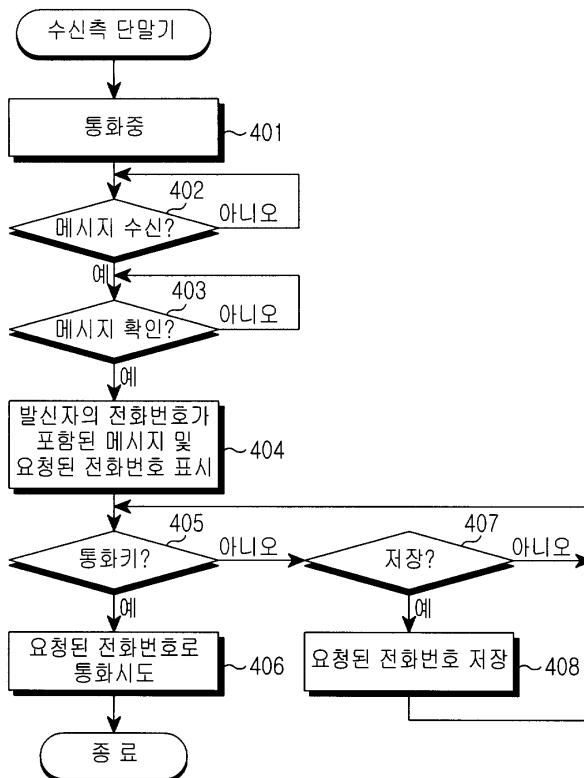 수신측 단말기
통화중
401
402
메시지 수신?
아니오
예
403
메시지 확인?
아니오
예
발신자의 전화번호가
포함된 메시지 및
요청된 전화번호 표시
404
405
통화키?
아니오
407
저장?
아니오
예
예
요청된 전화번호로
통화시도
406
요청된 전화번호 저장
408
종 료